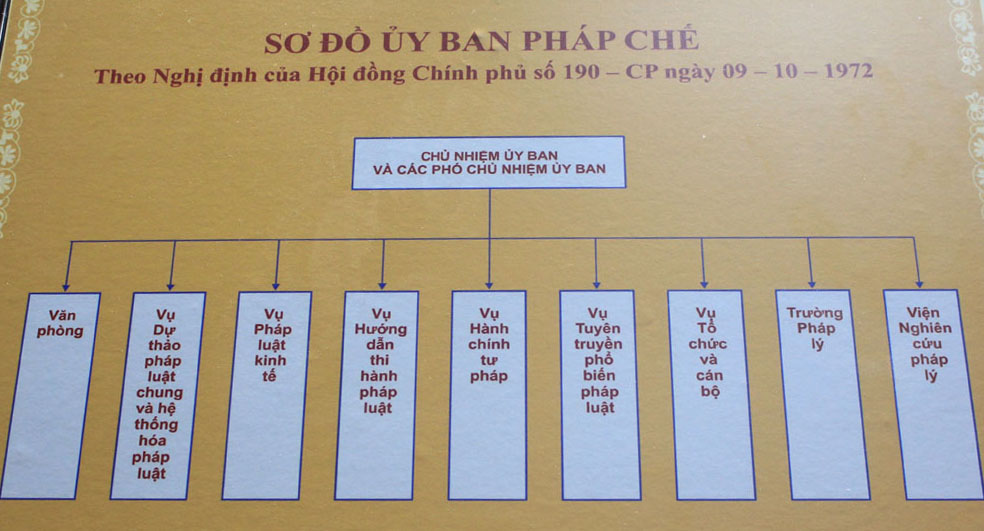 SƠ ĐỒ ỦY BAN PHÁP CHẾ
Theo Nghị định của Hội đồng Chính phủ số 190 – CP ngày 09 – 10 – 1972
CHỦ NHIỆM ỦY BAN
VÀ CÁC PHÓ CHỦ NHIỆM ỦY BAN
Văn
phòng
Vụ
Dự
thảo
pháp
luật
chung
và hệ
thống
hóa
pháp
luật
Vụ
Pháp
luật
kinh
tế
Vụ
Hướng
dẫn
thi
hành
pháp
luật
Vụ
Hành
chính
tư
pháp
Vụ
Tuyên
truyền
phổ
biến
pháp
luật
Vụ
Tổ
chức
và
cán
bộ
Trường
Pháp
lý
Viện
Nghiên
cứu pháp
lý